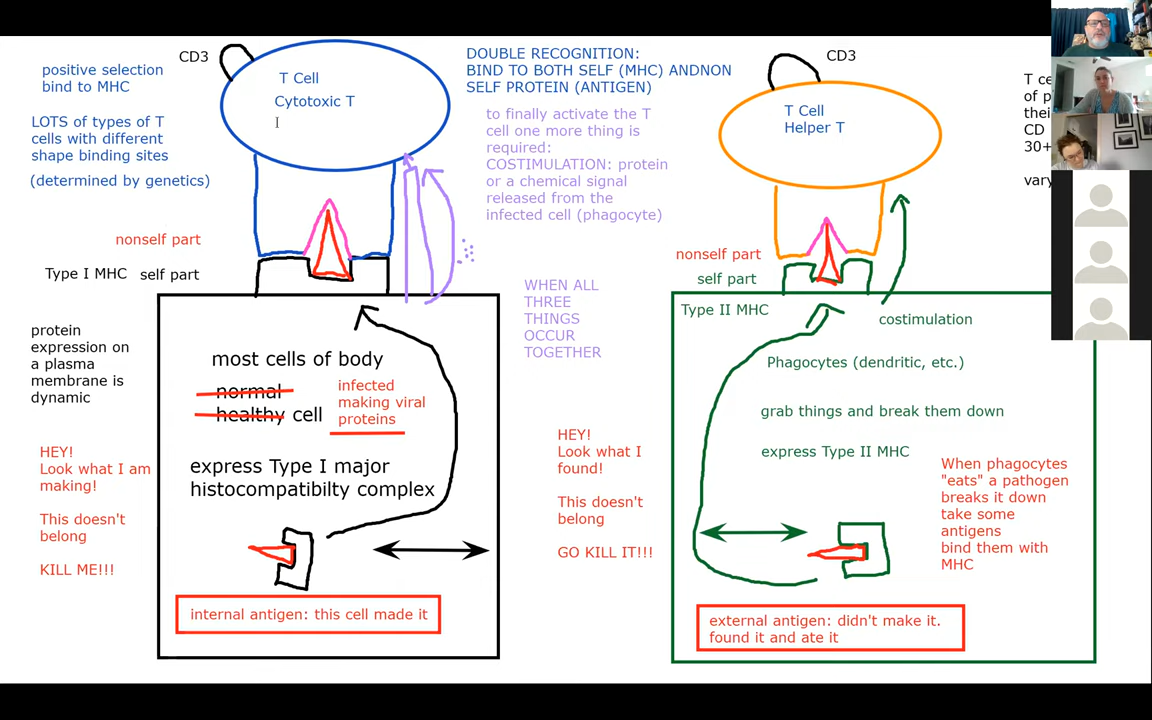 CD3
positive selection
bind to MHC
T Cell
Cytotoxic T
I
LOTS of types of T
cells with different
shape binding sites
(determined by genetics)
DOUBLE RECOGNITION:
BIND TO BOTH SELF (MHC) ANDNON
SELF PROTEIN (ANTIGEN)
to finally activate the T
cell one more thing is
required:
COSTIMULATION: protein
or a chemical signal
released from the
infected cell (phagocyte)
CD3
T Cell
Helper T
T ce
of p
thei
CD
30+
vary
nonself part
Type I MHC self part
nonself part
self part
Type II MHC
costimulation
WHEN ALL
THREE
THINGS
OCCUR
TOGETHER
protein
expression on
a plasma
membrane is
dynamic
most cells of body
normal
healthy cell
infected
making viral
proteins
express Type I major
histocompatibilty complex
HEY!
Look what I am
making!
This doesn't
belong
KILL ME!!!
internal antigen: this cell made it
HEY!
Look what I
found!
This doesn't
belong
GO KILL IT!!!
Phagocytes (dendritic, etc.)
grab things and break them down
express Type II MHC
When phagocytes
"eats" a pathogen
breaks it down
take some
antigens
bind them with
MHC
external antigen: didn't make it.
found it and ate it